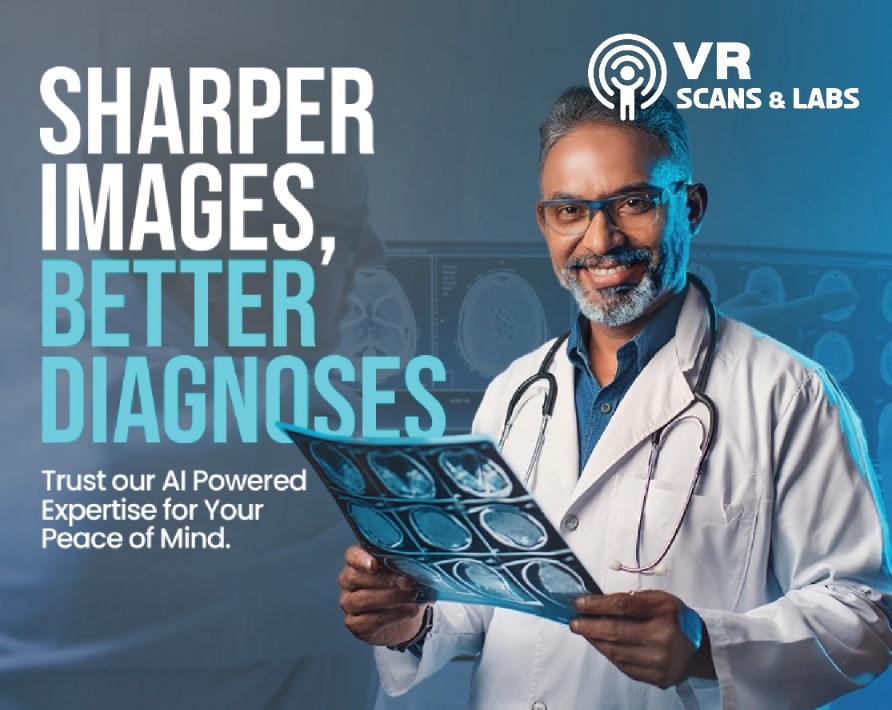 SHARPER
IMAGES,
BETTER
DIAGNOSES
Trust our AI Powered
Expertise for Your
Peace of Mind.
VR
SCANS & LABS